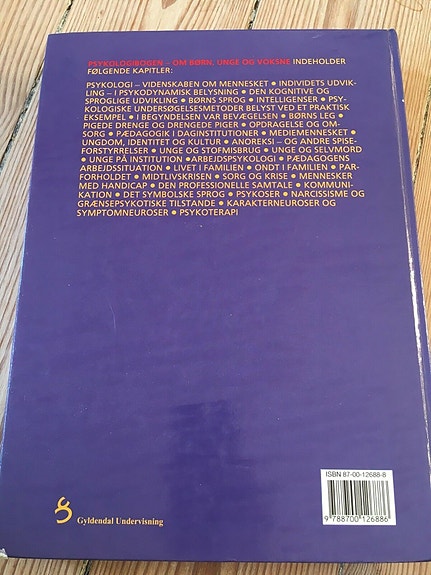 PSYKOLOGIBOGEN – OM BØRN, UNGE OG VOKSNE INDEHOLDER
FØLGENDE KAPITLER:
PSYKOLOGI – VIDENSKABEN OM MENNESKET • INDIVIDETS UDVIK-
LING – I PSYKODYNAMISK BELYSNING • DEN KOGNITIVE OG
SPROGLIGE UDVIKLING • BØRNS SPROG • INTELLIGENSER • PSY-
KOLOGISKE UNDERSØGELSESMETODER BELYST VED ET PRAKTISK
EKSEMPEL • I BEGYNDELSEN VAR BEVÆGELSEN • BØRNS LEG •
PIGEDE DRENGE OG DRENGEDE PIGER • OPDRAGELSE OG OM-
SORG • PÆDAGOGIK I DAGINSTITUTIONER • MEDIEMENNESKET •
UNGDOM, IDENTITET OG KULTUR • ANOREKSI – OG ANDRE SPISE-
FORSTYRRELSER • UNGE OG STOFMISBRUG • UNGE OG SELVMORD
• UNGE PÅ INSTITUTION •ARBEJDSPSYKOLOGI • PÆDAGOGENS
ARBEJDSSITUATION • LIVET I FAMILIEN • ONDT I FAMILIEN • PAR-
FORHOLDET • MIDTLIVSKRISEN • SORG OG KRISE • MENNESKER
MED HANDICAP • DEN PROFESSIONELLE SAMTALE • KOMMUNI-
KATION • DET SYMBOLSKE SPROG • PSYKOSER • NARCISSISME OG
GRÆNSEPSYKOTISKE TILSTANDE • KARAKTERNEUROSER OG
SYMPTOMNEUROSER • PSYKOTERAPI
ISBN 87-00-12688-8
9 788700 126886
Gyldendal Undervisning